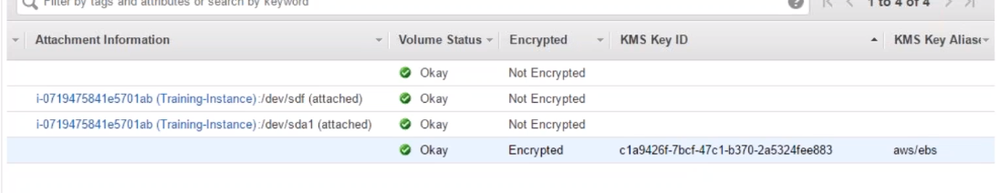 Filter by tags and attributes or search by keyword 1 to 4 of 4
Attachment Information Volume Status Encrypted KMS Key ID KMS Key Aliase
Okay Not Encrypted
i-0719475841e5701ab (Training-Instance):/dev/sdf (attached) Okay Not Encrypted
i-0719475841e5701ab (Training-Instance):/dev/sda1 (attached) Okay Not Encrypted
Okay Encrypted c1a9426f-7bcf-47c1-b370-2a5324fee883 aws/ebs